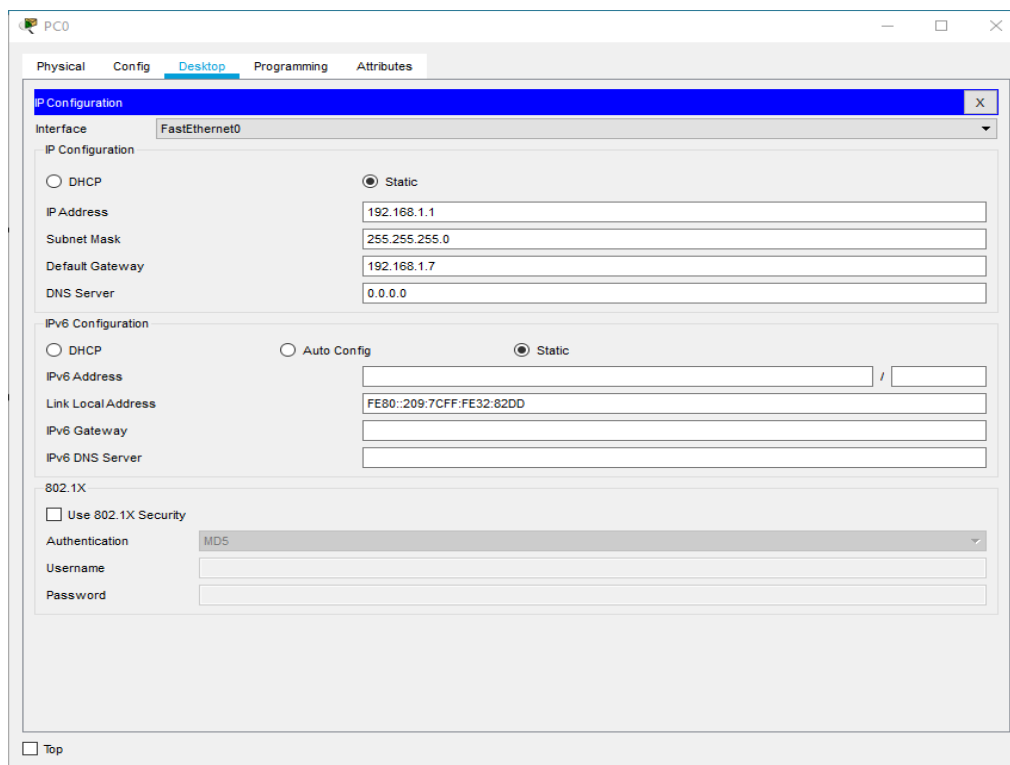 PC0
Physical Config Desktop Programming Attributes
IP Configuration X
Interface FastEthernet0
IP Configuration
DHCP Static
IP Address 192.168.1.1
Subnet Mask 255.255.255.0
Default Gateway 192.168.1.7
DNS Server 0.0.0.0
IPv6 Configuration
DHCP Auto Config Static
IPv6 Address /
Link Local Address FE80::209:7CFF:FE32:82DD
IPv6 Gateway
IPv6 DNS Server
802.1X
Use 802.1X Security
Authentication MD5
Username
Password
Top